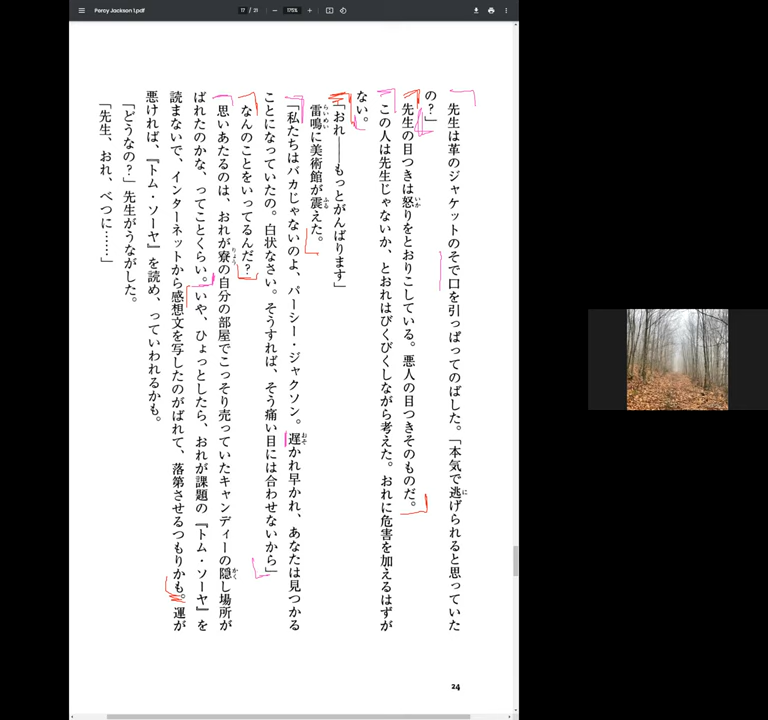 Percy Jackson 1.pdf
17 / 21
175%
先生は革のジャケットのそで口を引っぱってのばした。「本気で逃げられると思っていた
の？」
先生の目つきは怒りをとおりこしている。悪人の目つきそのものだ。
この人は先生じゃないか、とおれはびくびくしながら考えた。おれに危害を加えるはずが
ない。
「おれ――もっとがんばります」
雷鳴に美術館が震えた。
「私たちはバカじゃないのよ、パーシー・ジャクソン。遅かれ早かれ、あなたは見つかる
ことになっていたの。白状なさい。そうすれば、そう痛い目には合わせないから」
なんのことをいってるんだ？
思いあたるのは、おれが寮の自分の部屋でこっそり売っていたキャンディーの隠し場所が
ばれたのかな、ってことくらい。いや、ひょっとしたら、おれが課題の『トム・ソーヤ』を
読まないで、インターネットから感想文を写したのがばれて、落第させるつもりかも。運が
悪ければ、『トム・ソーヤ』を読め、っていわれるかも。
「どうなの？」先生がうながした。
「先生、おれ、べつに……」
24